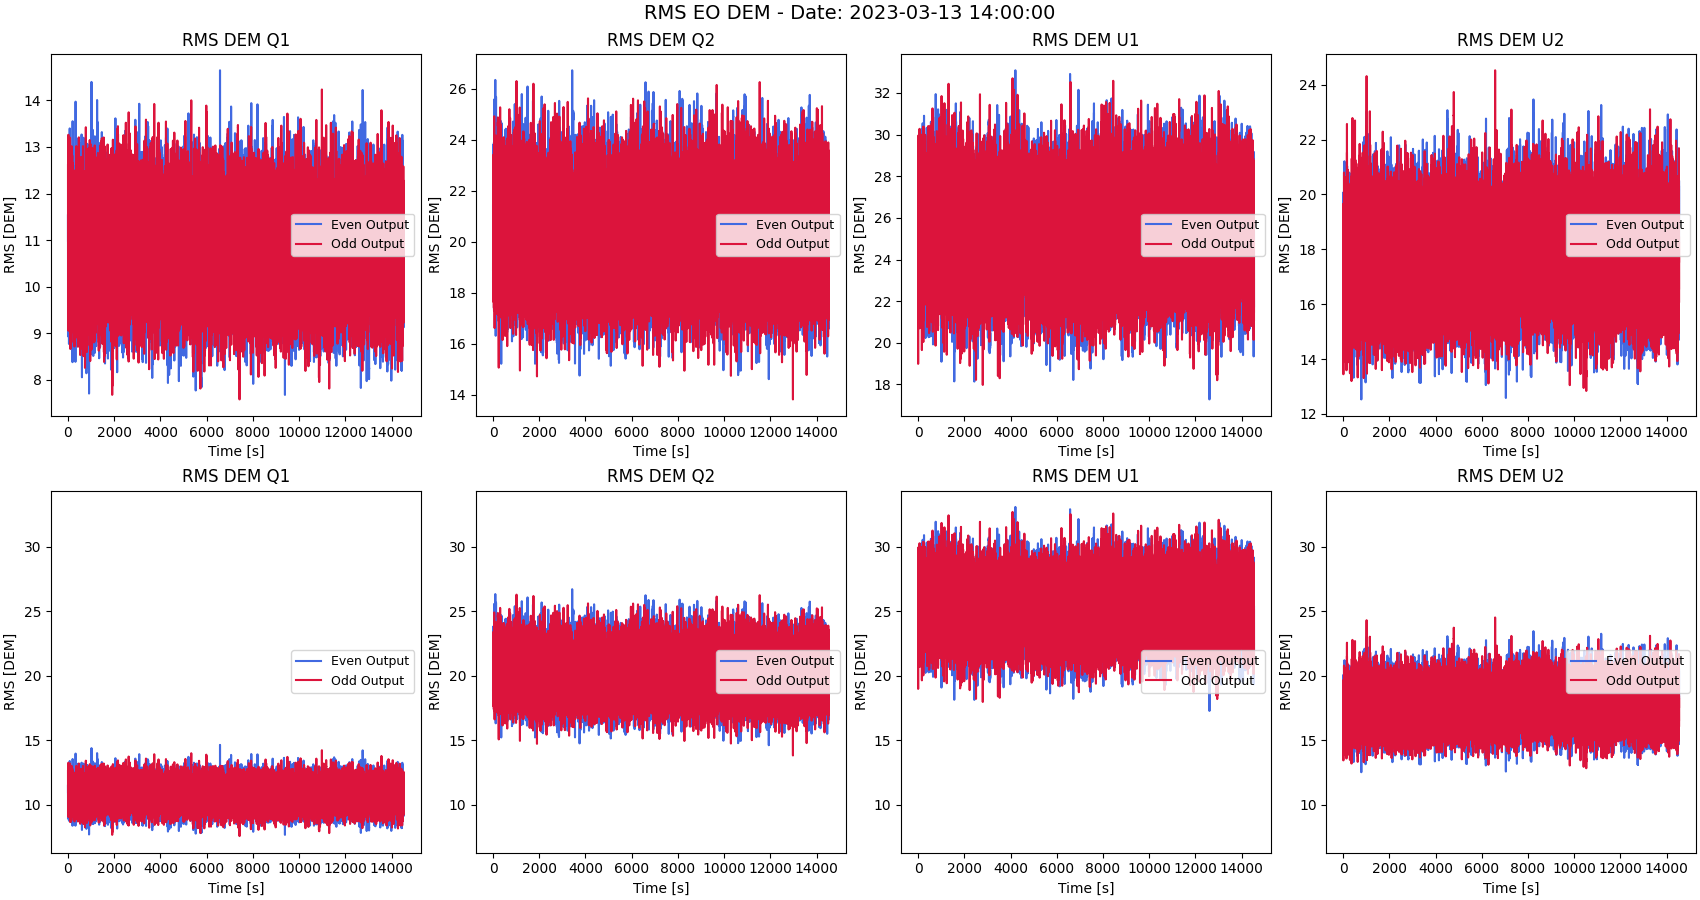 RMS EO DEM - Date: 2023-03-13 14:00:00
RMS DEM Q1
RMS [DEM]
14
13
12
11
10
9
8
Even Output
Odd Output
0 2000 4000 6000 8000 10000 12000 14000
Time [s]
RMS DEM Q2
RMS [DEM]
26
24
22
20
18
16
14
Even Output
Odd Output
0 2000 4000 6000 8000 10000 12000 14000
Time [s]
RMS DEM U1
RMS [DEM]
32
30
28
26
24
22
20
18
Even Output
Odd Output
0 2000 4000 6000 8000 10000 12000 14000
Time [s]
RMS DEM U2
RMS [DEM]
24
22
20
18
16
14
12
Even Output
Odd Output
0 2000 4000 6000 8000 10000 12000 14000
Time [s]
RMS DEM Q1
RMS [DEM]
30
25
20
15
10
Even Output
Odd Output
0 2000 4000 6000 8000 10000 12000 14000
Time [s]
RMS DEM Q2
RMS [DEM]
30
25
20
15
10
Even Output
Odd Output
0 2000 4000 6000 8000 10000 12000 14000
Time [s]
RMS DEM U1
RMS [DEM]
30
25
20
15
10
Even Output
Odd Output
0 2000 4000 6000 8000 10000 12000 14000
Time [s]
RMS DEM U2
RMS [DEM]
30
25
20
15
10
Even Output
Odd Output
0 2000 4000 6000 8000 10000 12000 14000
Time [s]